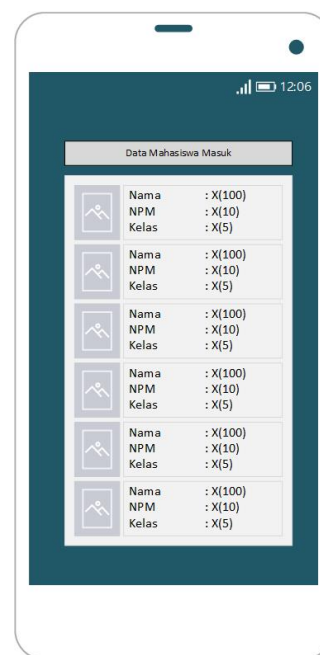 12:06
Data Mahasiswa Masuk
Nama : X(100)
NPM : X(10)
Kelas : X(5)
Nama : X(100)
NPM : X(10)
Kelas : X(5)
Nama : X(100)
NPM : X(10)
Kelas : X(5)
Nama : X(100)
NPM : X(10)
Kelas : X(5)
Nama : X(100)
NPM : X(10)
Kelas : X(5)
Nama : X(100)
NPM : X(10)
Kelas : X(5)